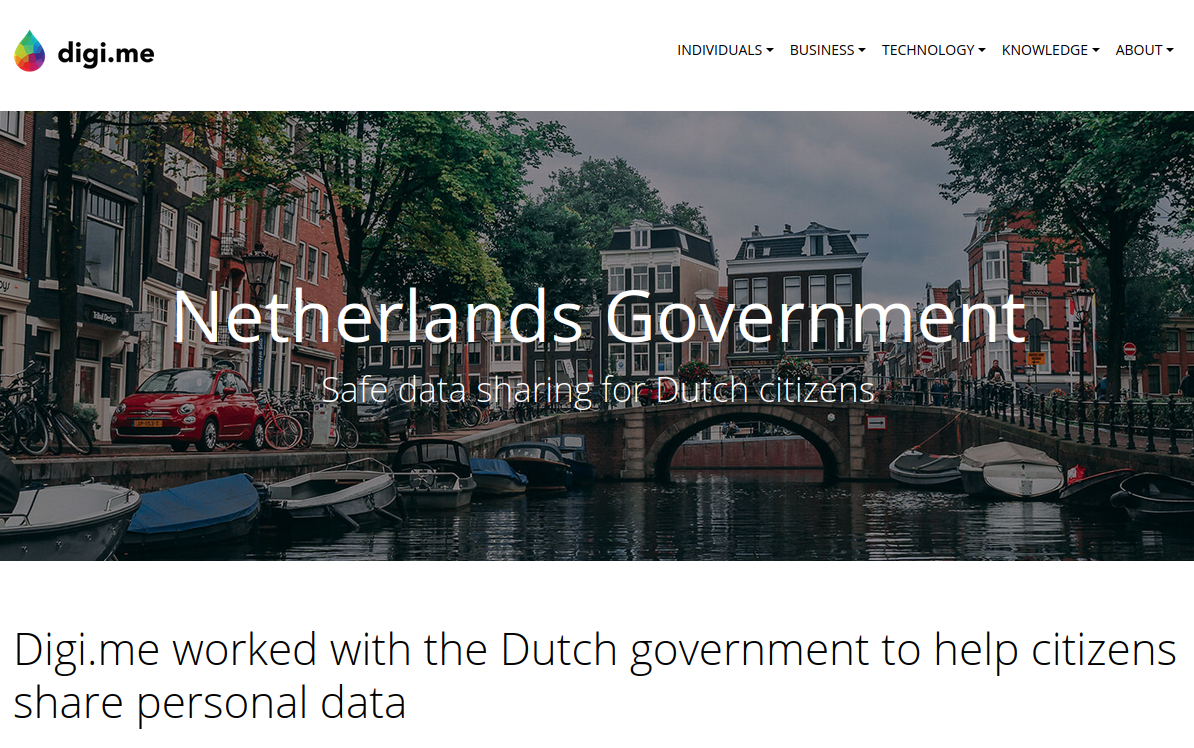 digi.me
INDIVIDUALS BUSINESS TECHNOLOGY KNOWLEDGE ABOUT
Netherlands Government
Safe data sharing for Dutch citizens
Digi.me worked with the Dutch government to help citizens
share personal data